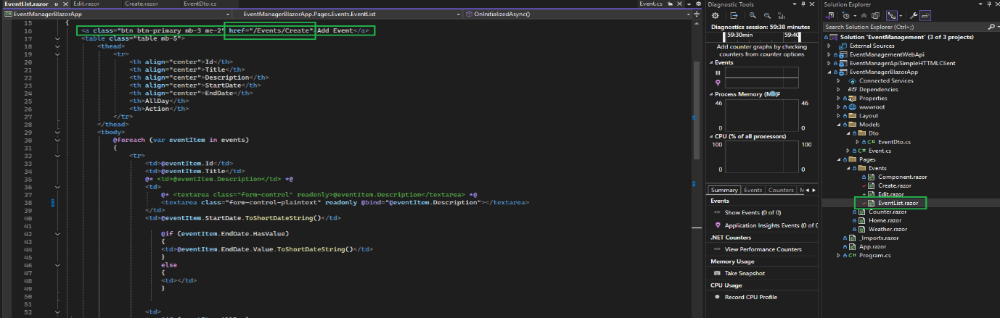 EventList.razor
Edit.razor
Create.razor
EventDto.cs
Event.cs
EventManagerBlazorApp
EventManagerBlazorApp.Pages.Events.EventList
OnInitializedAsync()
15 {
16 <a class="btn btn-primary mb-3 me-2" href="/Events/Create">Add Event</a>
17 <table class="table mb-5">
18 <thead>
19 <tr>
20 <th align="center">Id</th>
21 <th align="center">Title</th>
22 <th align="center">Description</th>
23 <th align="center">StartDate</th>
24 <th align="center">EndDate</th>
25 <th>AllDay</th>
26 <th>Action</th>
27 </tr>
28 </thead>
29 <tbody>
30 @foreach (var eventItem in events)
31 {
32 <tr>
33 <td>@eventItem.Id</td>
34 <td>@eventItem.Title</td>
35 @* <td>@eventItem.Description</td> *@
36 <td>
37 @* <textarea class="form-control" readonly>@eventItem.Description</textarea> *@
38 <textarea class="form-control-plaintext" readonly @bind="@eventItem.Description"></textarea>
39 </td>
40 <td>@eventItem.StartDate.ToShortDateString()</td>
41
42 @if (eventItem.EndDate.HasValue)
43 {
44 <td>@eventItem.EndDate.Value.ToShortDateString()</td>
45 }
46 else
47 {
48 <td></td>
49 }
50
51
52 <td>
Diagnostic Tools
Diagnostics session: 59:38 minutes
59:30min 59:40
Add counter graphs by checking
counters from counter options
Events
Process Memory
46 46
0 0
CPU (% of all processors)
100 100
0 0
Summary Events Counters
Events
Show Events (0 of 0)
Application Insights Events (0 of 0
.NET Counters
View Performance Counters
Memory Usage
Take Snapshot
CPU Usage
Record CPU Profile
Solution Explorer
Search Solution Explorer (Ctrl+;)
Solution 'EventManagement' (3 of 3 projects)
External Sources
EventManagementWebApi
EventManagerApiSimpleHTTMLClient
EventManagerBlazorApp
Connected Services
Dependencies
Properties
wwwroot
Layout
Models
Dto
C# EventDto.cs
C# Event.cs
Pages
Events
Component.razor
Create.razor
Edit.razor
EventList.razor
Counter.razor
Home.razor
Weather.razor
_Imports.razor
App.razor
C# Program.cs